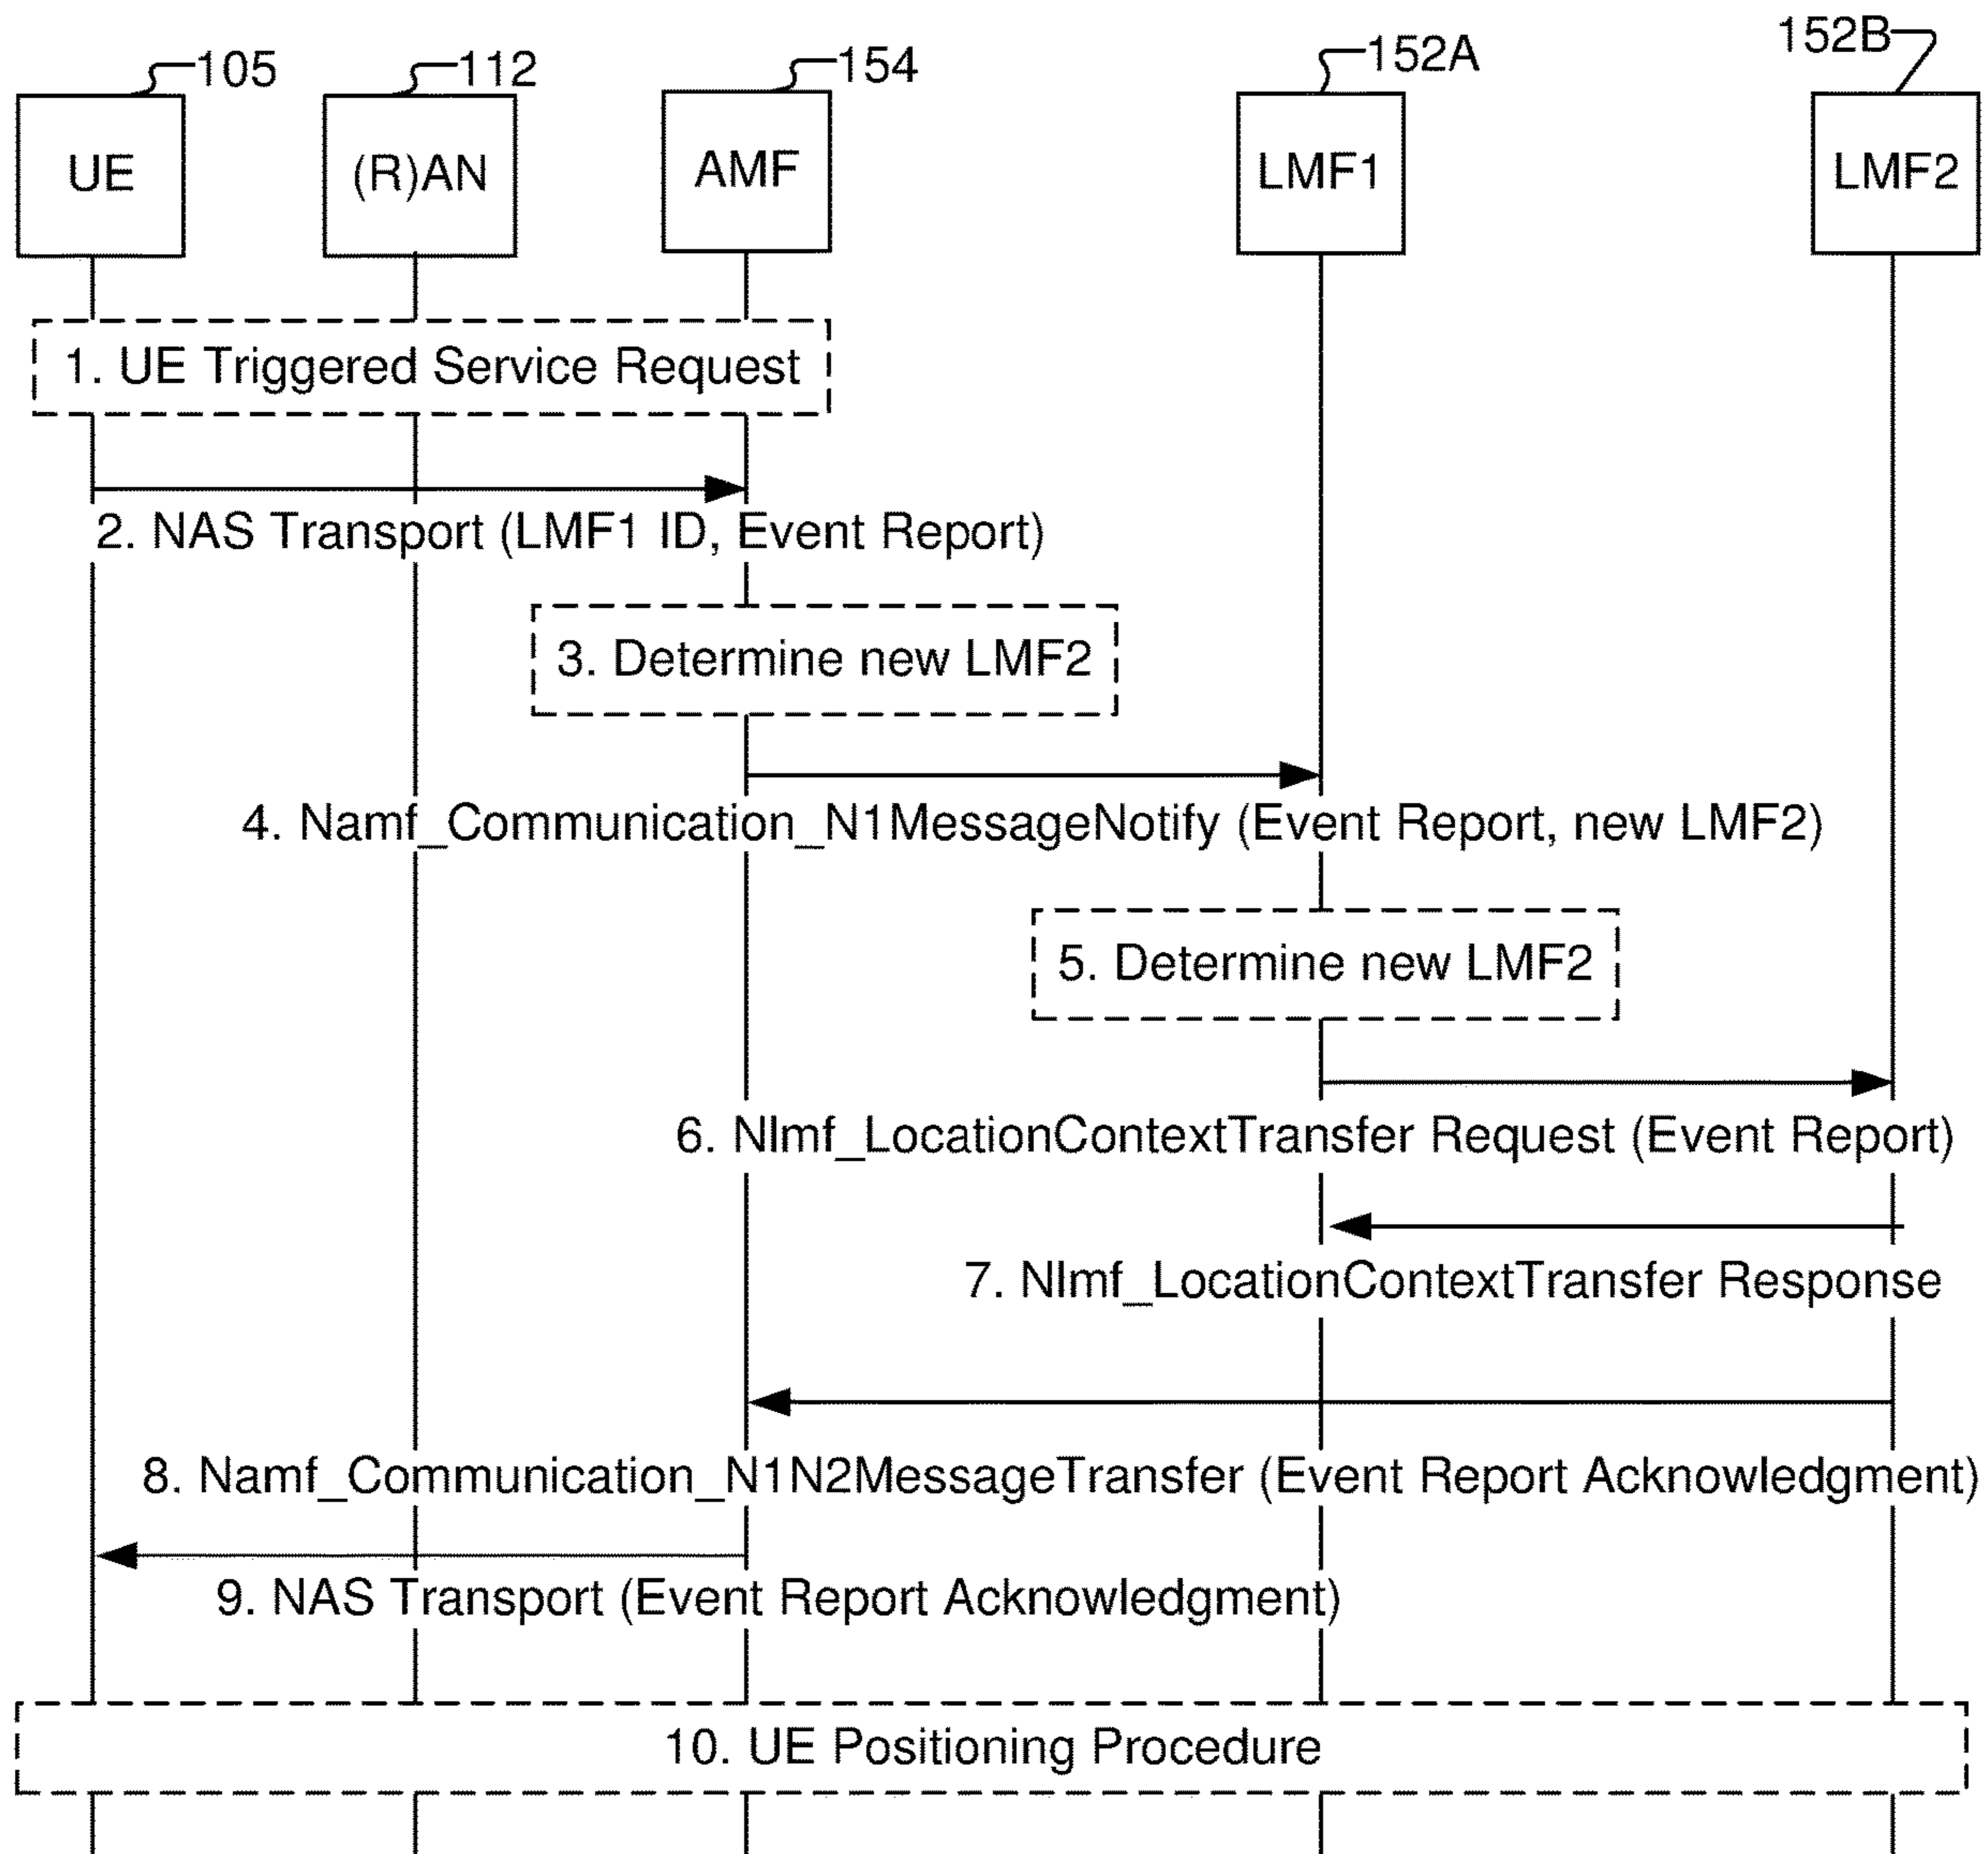 105
112
154
152A
152B
UE
(R)AN
AMF
LMF1
LMF2
1. UE Triggered Service Request
2. NAS Transport (LMF1 ID, Event Report)
3. Determine new LMF2
4. Namf_Communication_N1MessageNotify (Event Report, new LMF2)
5. Determine new LMF2
6. Nlmf_LocationContextTransfer Request (Event Report)
7. Nlmf_LocationContextTransfer Response
8. Namf_Communication_N1N2MessageTransfer (Event Report Acknowledgment)
9. NAS Transport (Event Report Acknowledgment)
10. UE Positioning Procedure